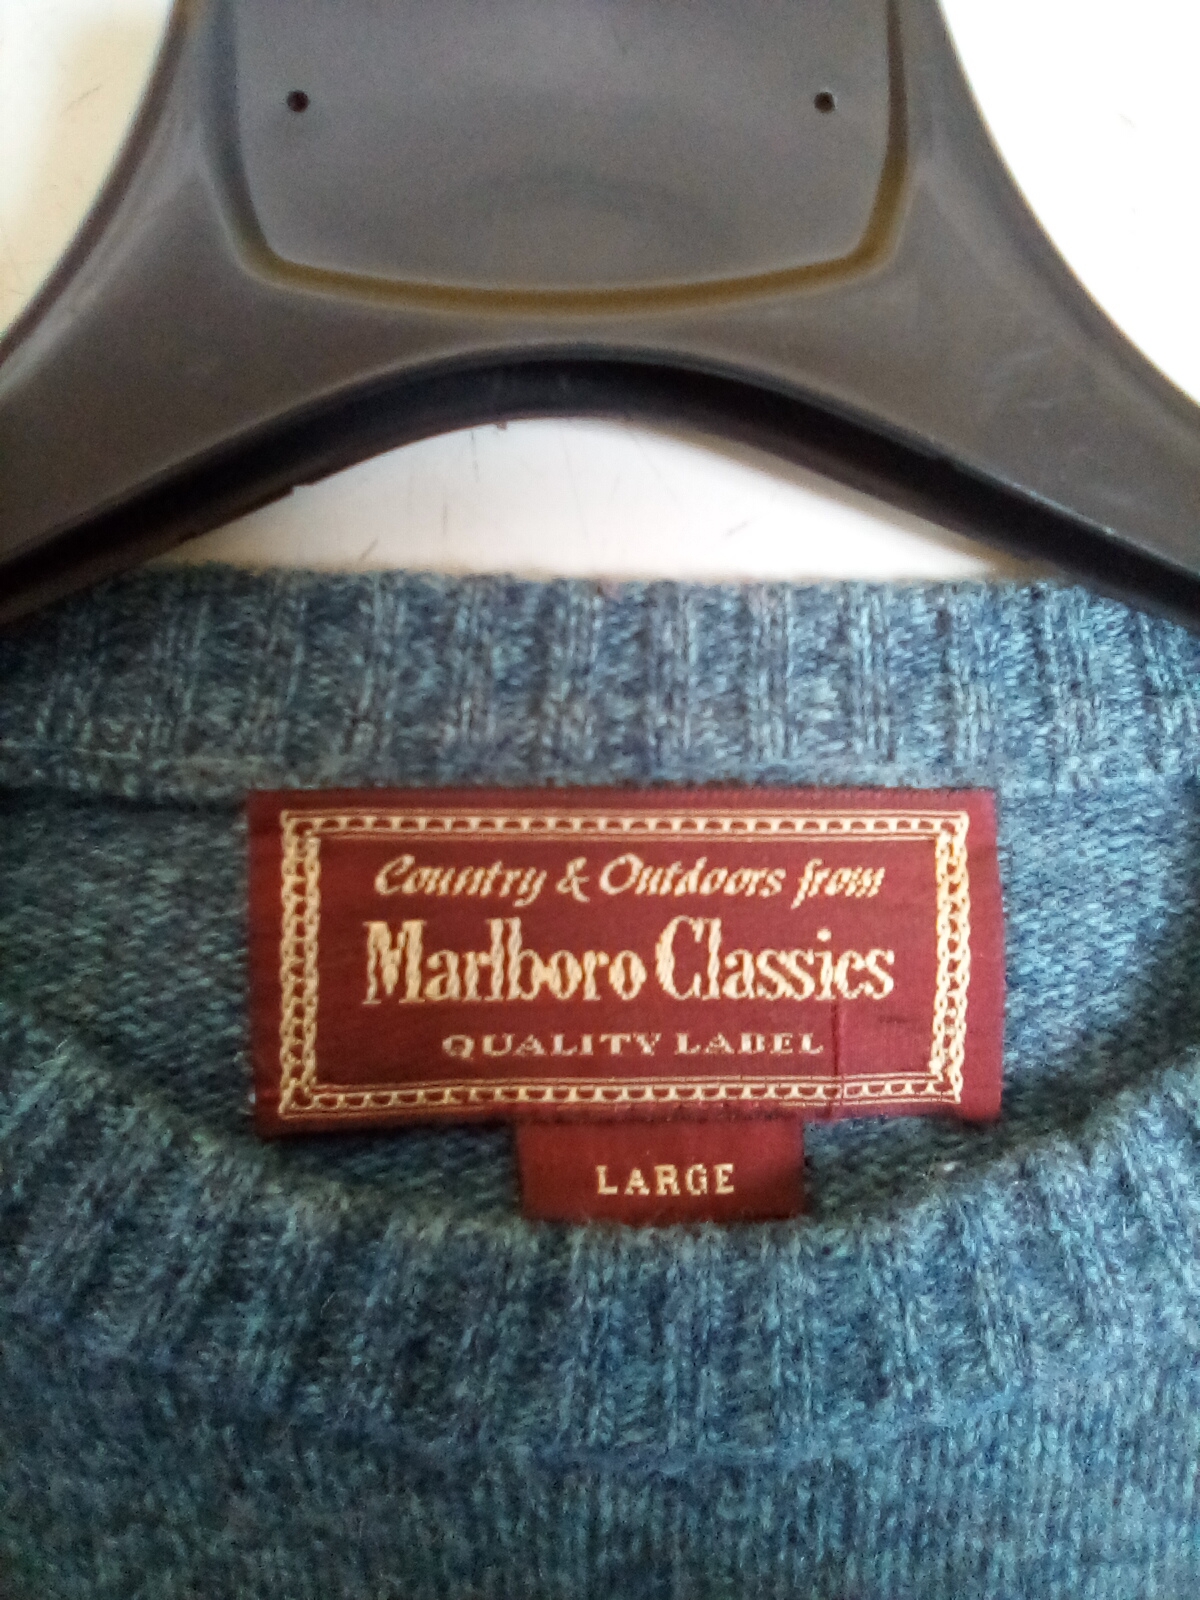 Country & Outdoors from
Marlboro Classics
QUALITY LABEL
LARGE